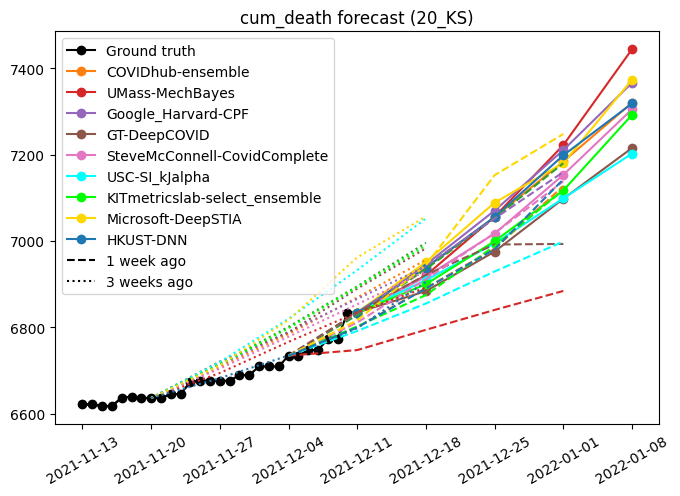 cum_death forecast (20_KS)
7400
7200
7000
6800
6600
Ground truth
COVIDhub-ensemble
UMass-MechBayes
Google_Harvard-CPF
GT-DeepCOVID
SteveMcConnell-CovidComplete
USC-SI_kJalpha
KITmetricslab-select_ensemble
Microsoft-DeepSTIA
HKUST-DNN
1 week ago
3 weeks ago
2021-11-13
2021-11-20
2021-11-27
2021-12-04
2021-12-11
2021-12-18
2021-12-25
2022-01-01
2022-01-08